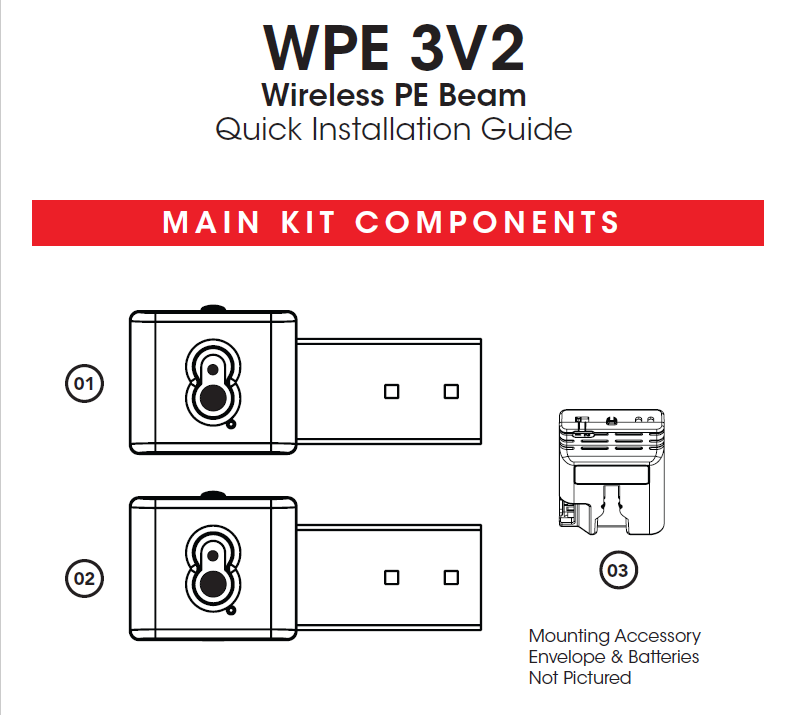 WPE 3V2
Wireless PE Beam
Quick Installation Guide
MAIN KIT COMPONENTS
01
02
03
Mounting Accessory
Envelope & Batteries
Not Pictured